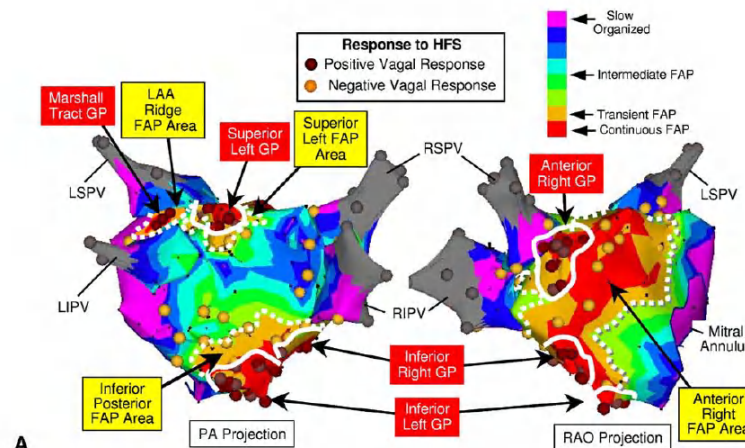 Response to HFS
Positive Vagal Response
Negative Vagal Response
Slow
Organized
Intermediate FAP
Transient FAP
Continuous FAP
Marshall
Tract GP
LAA
Ridge
FAP Area
Superior
Left GP
Superior
Left FAP
Area
RSPV
Anterior
Right GP
LSPV
LSPV
LIPV
RIPV
Mitral
Annulu
Inferior
Posterior
FAP Area
Inferior
Right GP
Inferior
Left GP
Anterior
Right
FAP Area
A
PA Projection
RAO Projection